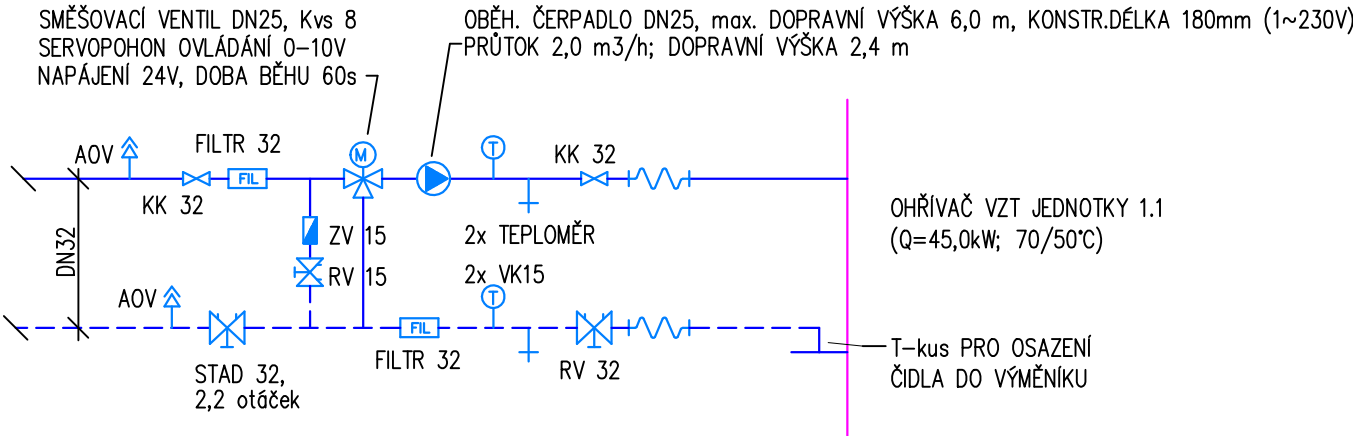 SMĚŠOVACÍ VENTIL DN25, Kvs 8
SERVOPOHON OVLÁDÁNÍ 0–10V
NAPÁJENÍ 24V, DOBA BĚHU 60s
OBĚH. ČERPADLO DN25, max. DOPRAVNÍ VÝŠKA 6,0 m, KONSTR.DÉLKA 180mm (1~230V)
PRŮTOK 2,0 m3/h; DOPRAVNÍ VÝŠKA 2,4 m
AOV
FILTR 32
M
T
KK 32
FIL
KK 32
OHŘÍVAČ VZT JEDNOTKY 1.1
(Q=45,0kW; 70/50°C)
DN32
ZV 15
RV 15
2x TEPLOMĚR
2x VK15
AOV
T
FIL
STAD 32,
2,2 otáček
FILTR 32
RV 32
T–kus PRO OSAZENÍ
ČIDLA DO VÝMĚNÍKU